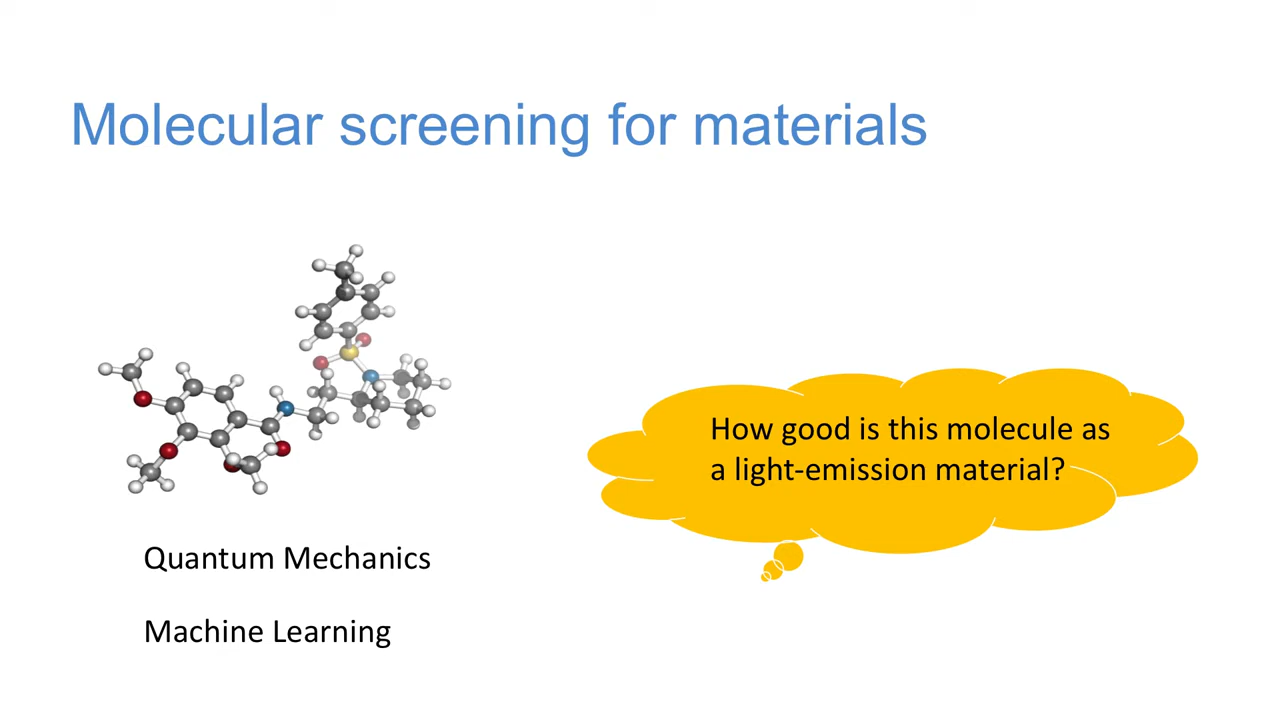 Molecular screening for materials
How good is this molecule as
a light-emission material?
Quantum Mechanics
Machine Learning